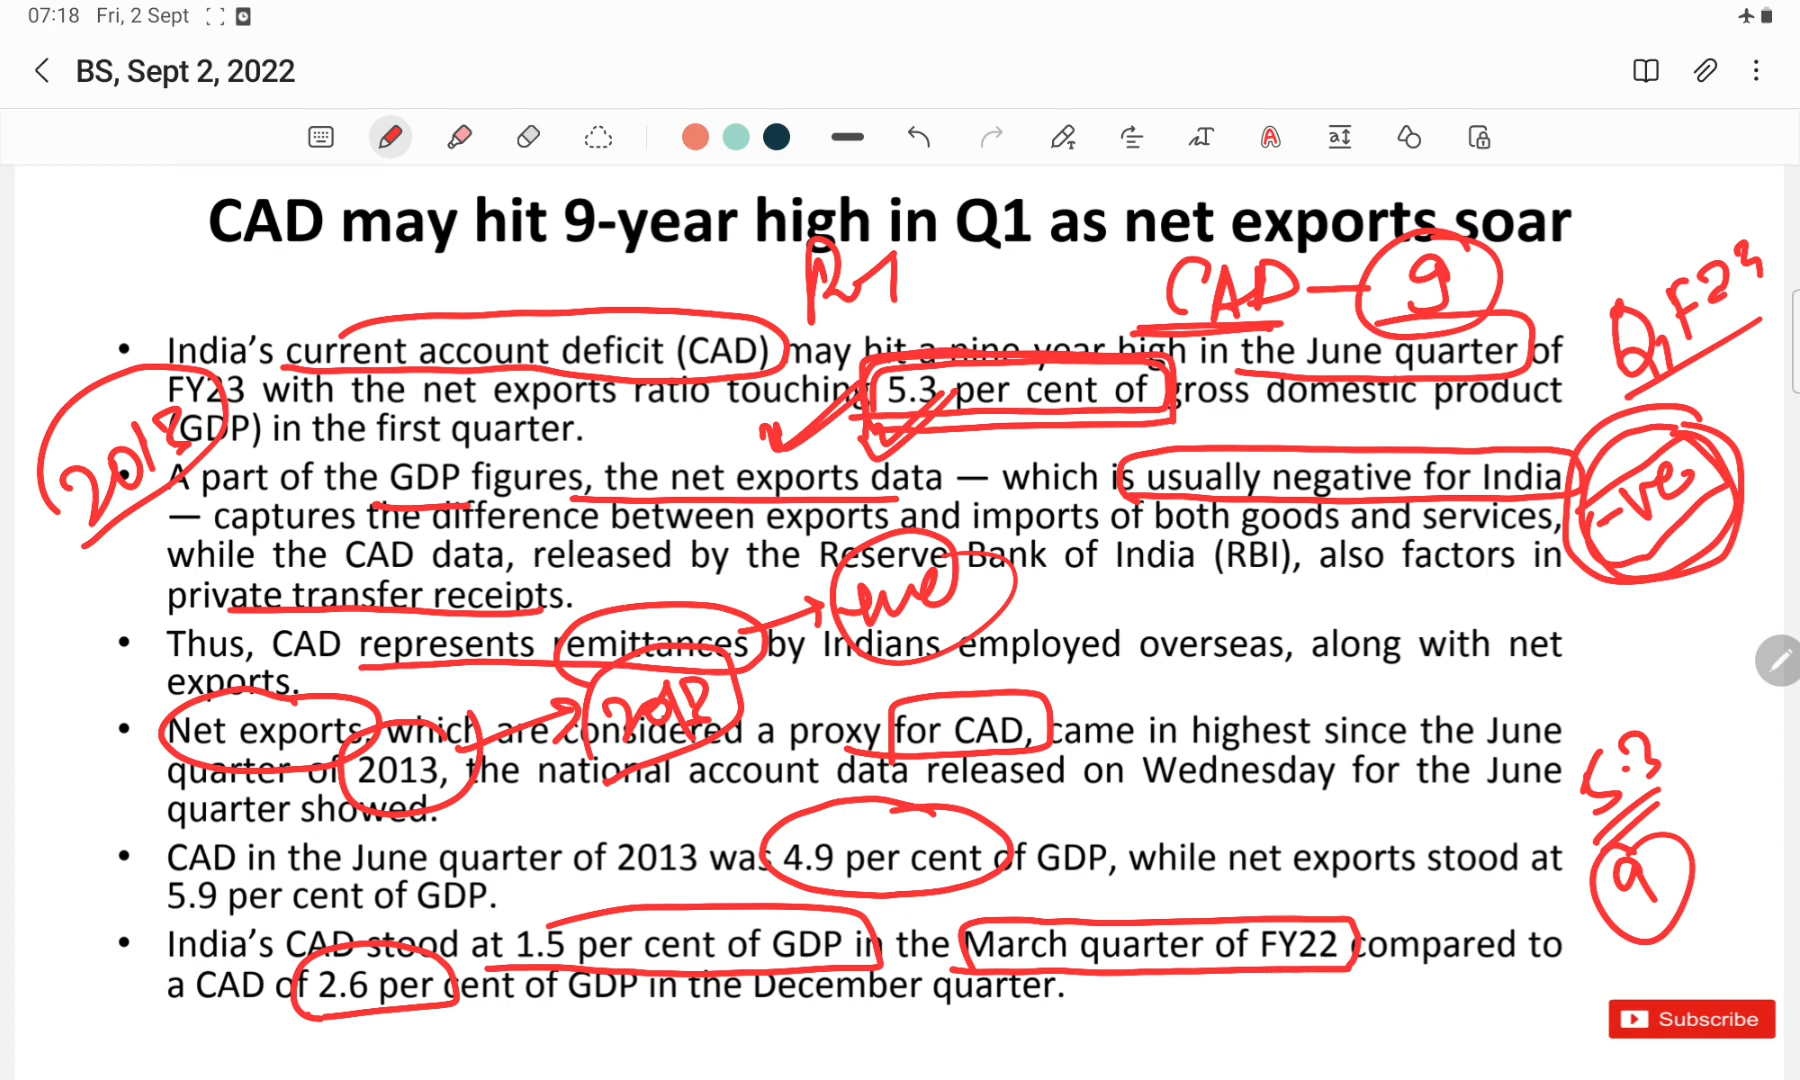 07:18 Fri, 2 Sept
BS, Sept 2, 2022
CAD may hit 9-year high in Q1 as net exports soar
CAD — 9
Q1 F23
• India's current account deficit (CAD) may hit a nine year high in the June quarter of
FY23 with the net exports ratio touching 5.3 per cent of gross domestic product
(GDP) in the first quarter.
2013
• A part of the GDP figures, the net exports data — which is usually negative for India
-ve
— captures the difference between exports and imports of both goods and services,
while the CAD data, released by the Reserve Bank of India (RBI), also factors in
private transfer receipts.
• Thus, CAD represents remittances by Indians employed overseas, along with net
exports.
• Net exports, which are considered a proxy for CAD, came in highest since the June
quarter of 2013, the national account data released on Wednesday for the June
quarter showed.
5.3
9
• CAD in the June quarter of 2013 was 4.9 per cent of GDP, while net exports stood at
5.9 per cent of GDP.
• India's CAD stood at 1.5 per cent of GDP in the March quarter of FY22 compared to
a CAD of 2.6 per cent of GDP in the December quarter.
Subscribe